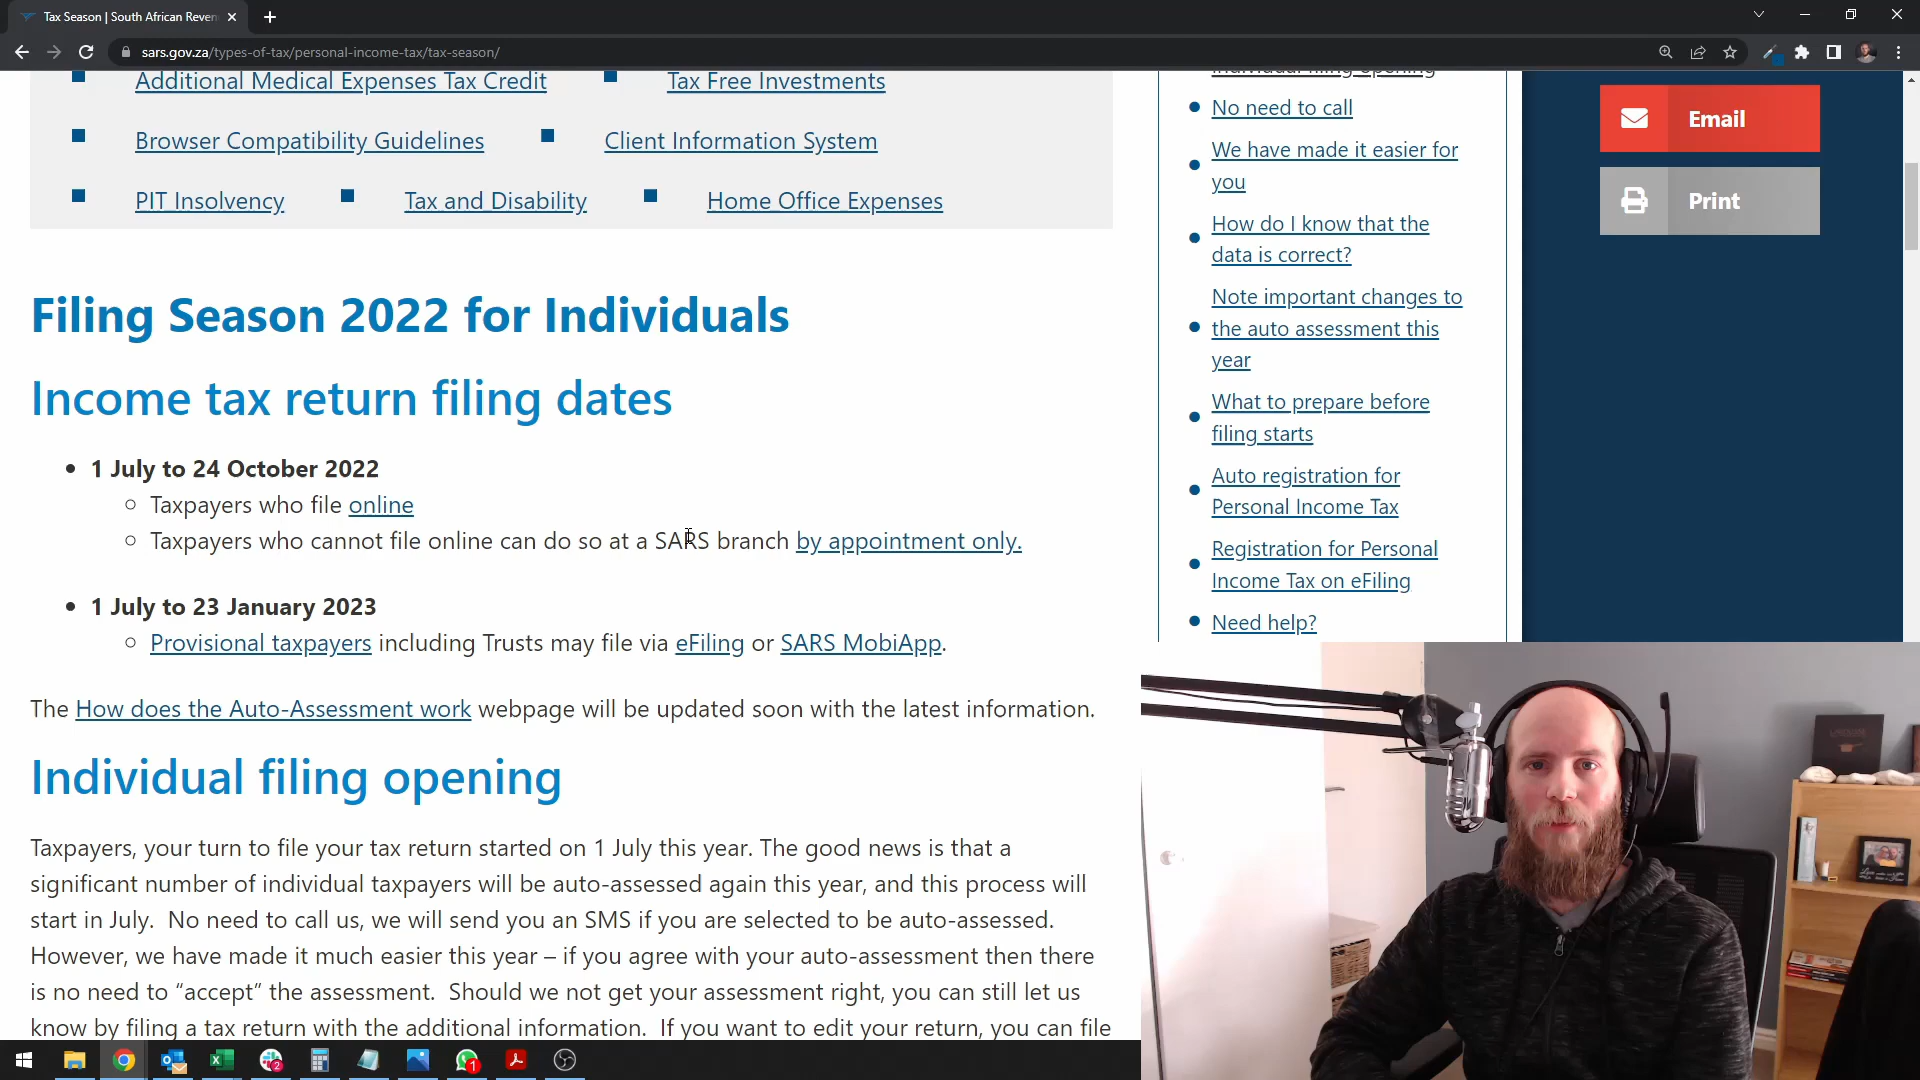 Tax Season | South African Reven
sars.gov.za/types-of-tax/personal-income-tax/tax-season/
Additional Medical Expenses Tax Credit
Tax Free Investments
Browser Compatibility Guidelines
Client Information System
PIT Insolvency
Tax and Disability
Home Office Expenses
Filing Season 2022 for Individuals
Income tax return filing dates
1 July to 24 October 2022
Taxpayers who file online
Taxpayers who cannot file online can do so at a SARS branch by appointment only.
1 July to 23 January 2023
Provisional taxpayers including Trusts may file via eFiling or SARS MobiApp.
The How does the Auto-Assessment work webpage will be updated soon with the latest information.
Individual filing opening
Taxpayers, your turn to file your tax return started on 1 July this year. The good news is that a
significant number of individual taxpayers will be auto-assessed again this year, and this process will
start in July.  No need to call us, we will send you an SMS if you are selected to be auto-assessed.
However, we have made it much easier this year – if you agree with your auto-assessment then there
is no need to “accept” the assessment.  Should we not get your assessment right, you can still let us
know by filing a tax return with the additional information.  If you want to edit your return, you can file
individual filing opening
No need to call
We have made it easier for
you
How do I know that the
data is correct?
Note important changes to
the auto assessment this
year
What to prepare before
filing starts
Auto registration for
Personal Income Tax
Registration for Personal
Income Tax on eFiling
Need help?
Email
Print
2
1